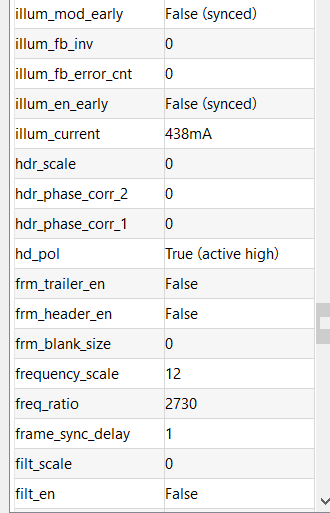 illum_mod_early False (synced)
illum_fb_inv 0
illum_fb_error_cnt 0
illum_en_early False (synced)
illum_current 438mA
hdr_scale 0
hdr_phase_corr_2 0
hdr_phase_corr_1 0
hd_pol True (active high)
frm_trailer_en False
frm_header_en False
frm_blank_size 0
frequency_scale 12
freq_ratio 2730
frame_sync_delay 1
filt_scale 0
filt_en False